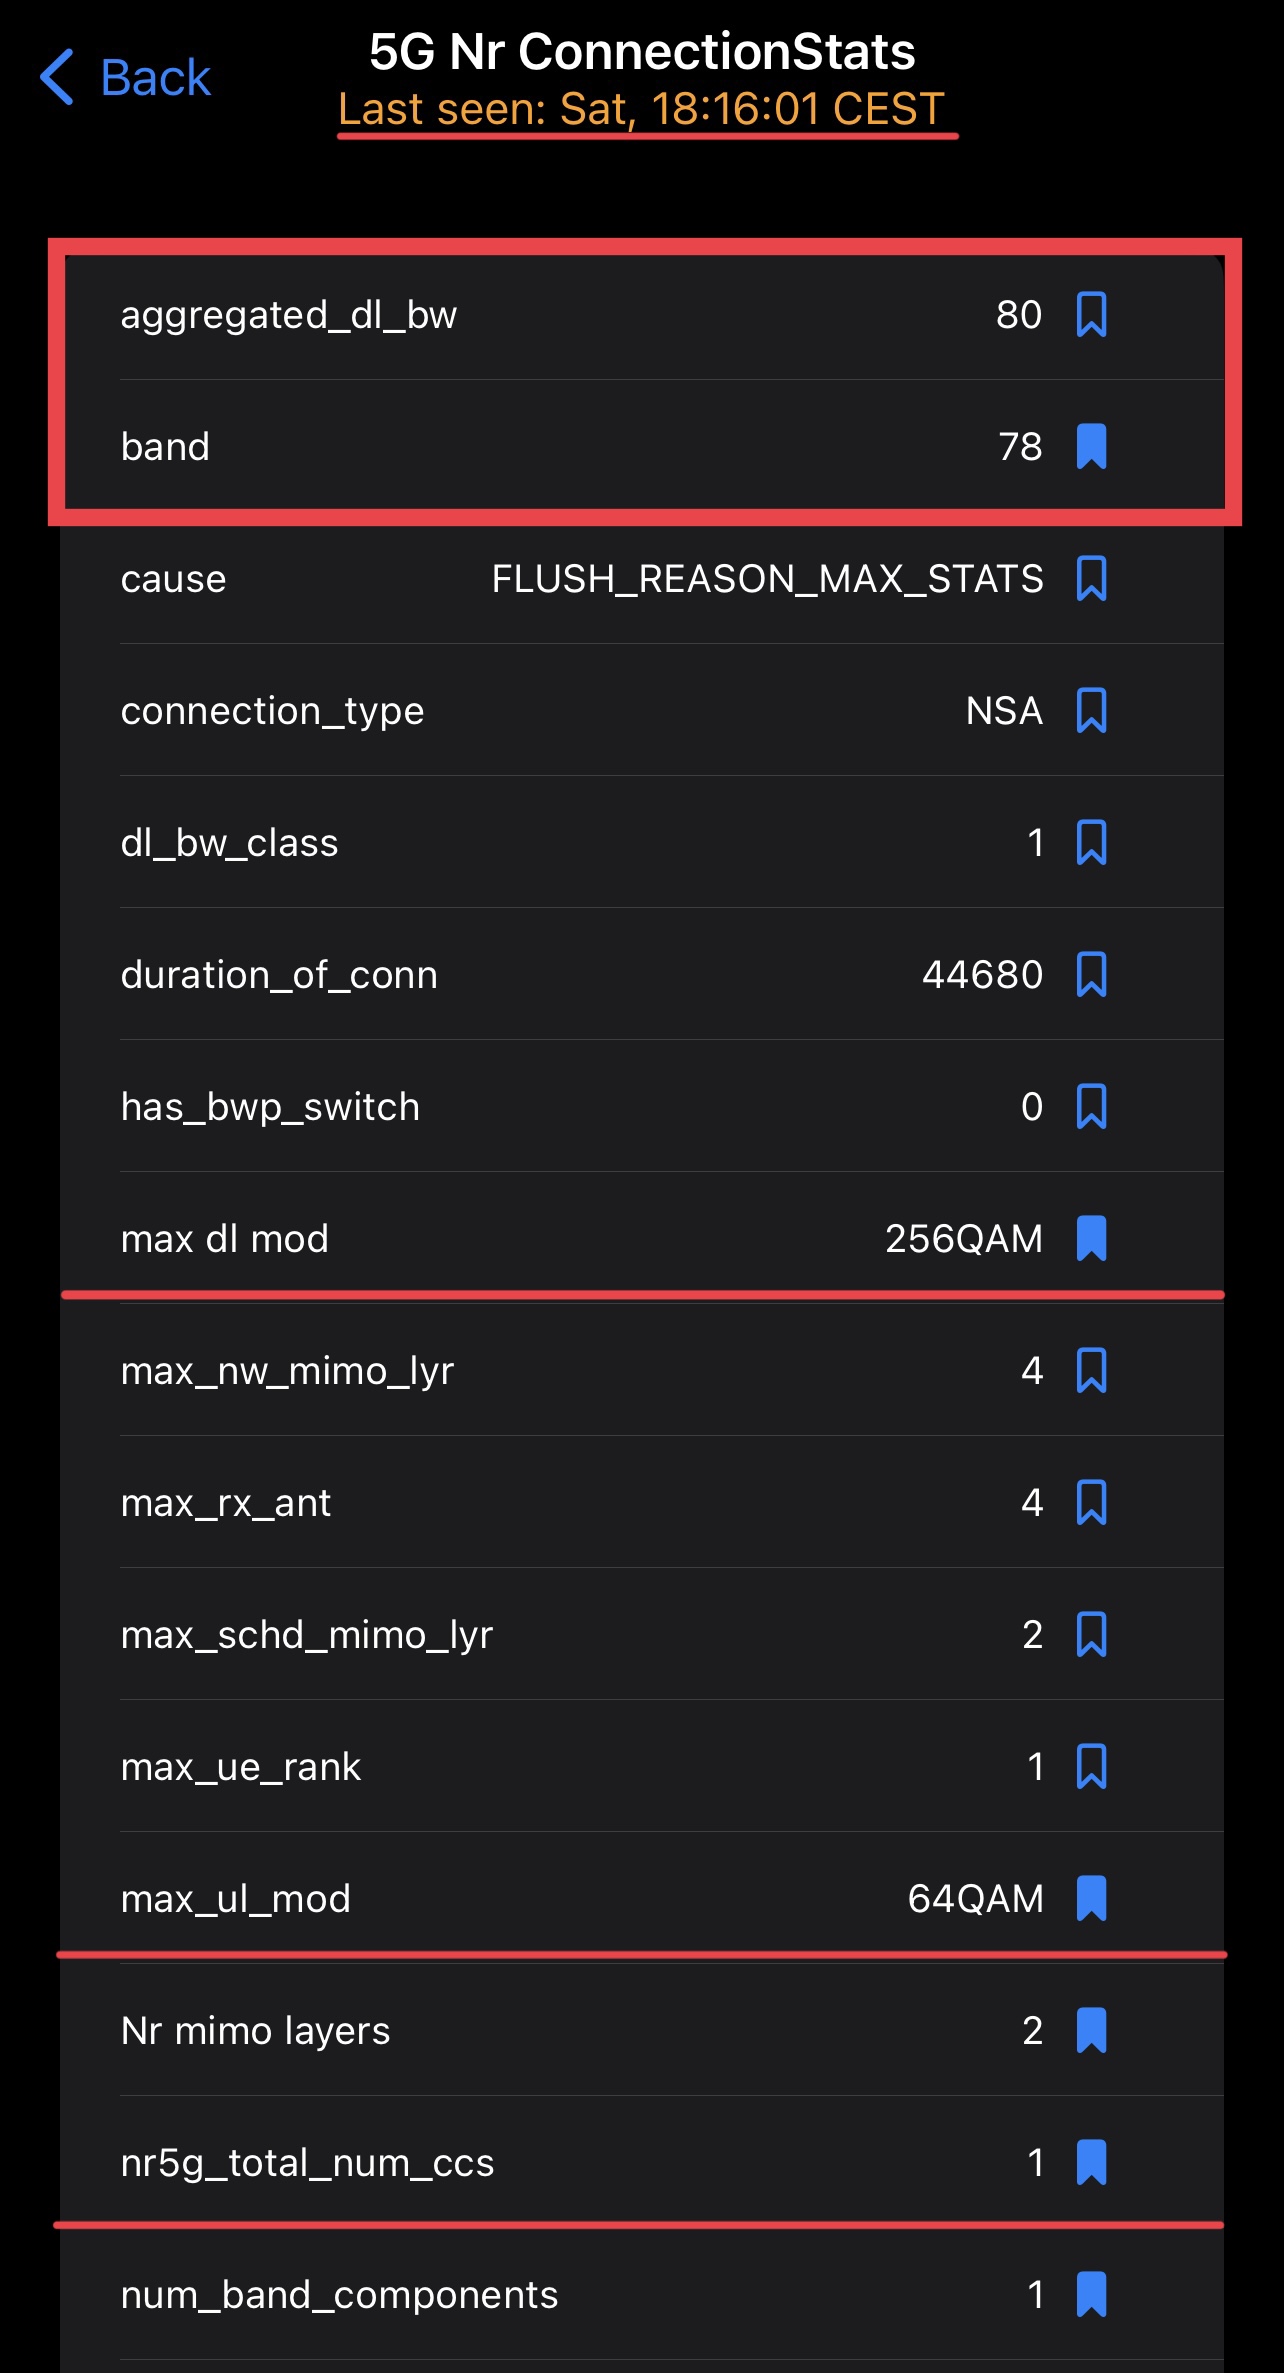 Back
5G Nr ConnectionStats
Last seen: Sat, 18:16:01 CEST
aggregated_dl_bw 80
band 78
cause FLUSH_REASON_MAX_STATS
connection_type NSA
dl_bw_class 1
duration_of_conn 44680
has_bwp_switch 0
max dl mod 256QAM
max_nw_mimo_lyr 4
max_rx_ant 4
max_schd_mimo_lyr 2
max_ue_rank 1
max_ul_mod 64QAM
Nr mimo layers 2
nr5g_total_num_ccs 1
num_band_components 1